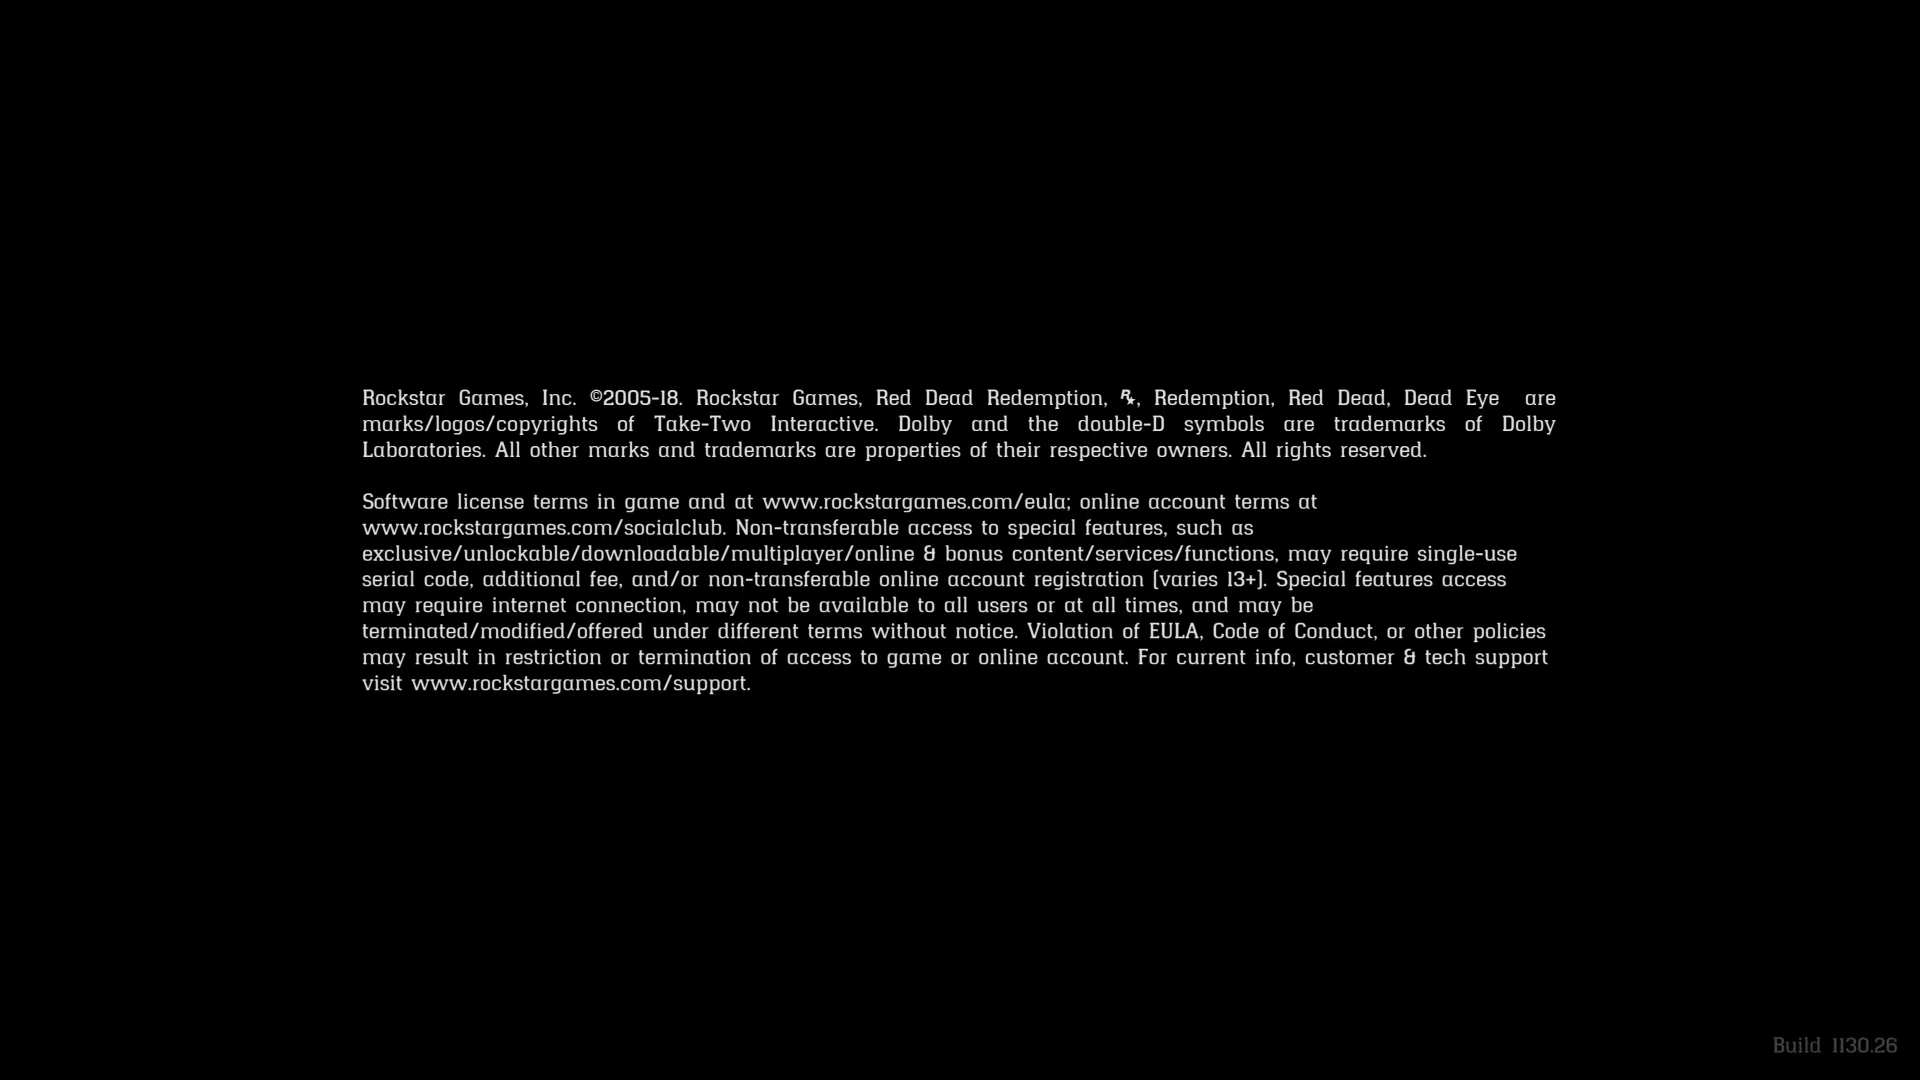 Rockstar Games, Inc. ©2005-18. Rockstar Games, Red Dead Redemption, R★, Redemption, Red Dead, Dead Eye are
marks/logos/copyrights of Take-Two Interactive. Dolby and the double-D symbols are trademarks of Dolby
Laboratories. All other marks and trademarks are properties of their respective owners. All rights reserved.
Software license terms in game and at www.rockstargames.com/eula; online account terms at
www.rockstargames.com/socialclub. Non-transferable access to special features, such as
exclusive/unlockable/downloadable/multiplayer/online & bonus content/services/functions, may require single-use
serial code, additional fee, and/or non-transferable online account registration (varies 13+). Special features access
may require internet connection, may not be available to all users or at all times, and may be
terminated/modified/offered under different terms without notice. Violation of EULA, Code of Conduct, or other policies
may result in restriction or termination of access to game or online account. For current info, customer & tech support
visit www.rockstargames.com/support.
Build 1130.26